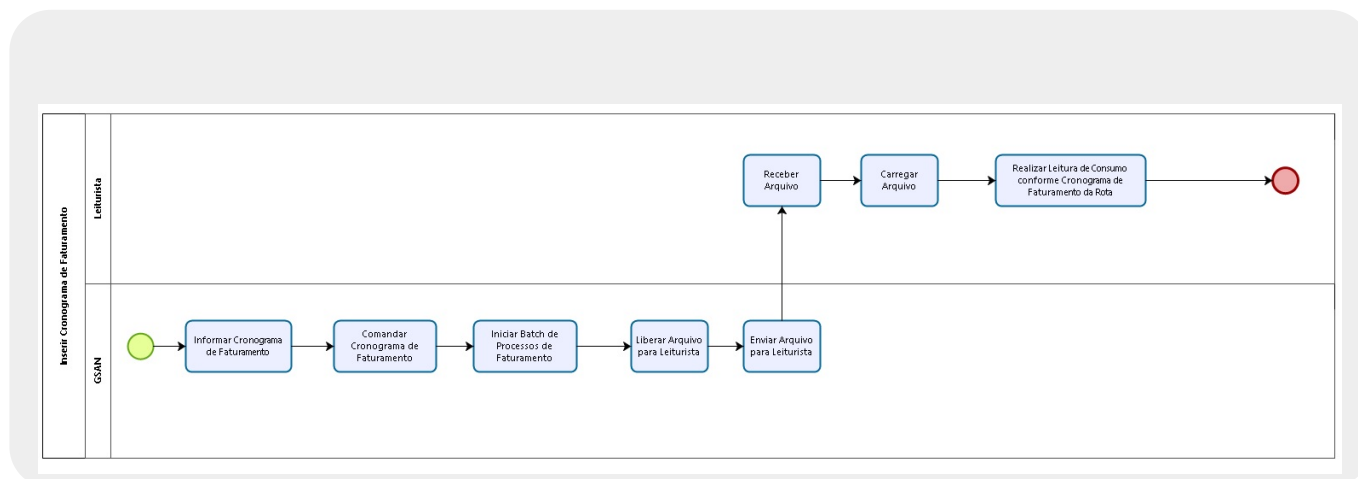 Inserir Cronograma de Faturamento
Leiturista
Receber
Arquivo
Carregar
Arquivo
Realizar Leitura de Consumo
conforme Cronograma de
Faturamento da Rota
GSAN
Informar Cronograma
de Faturamento
Comandar
Cronograma de
Faturamento
Iniciar Batch de
Processos de
Faturamento
Liberar Arquivo
para Leiturista
Enviar Arquivo
para Leiturista